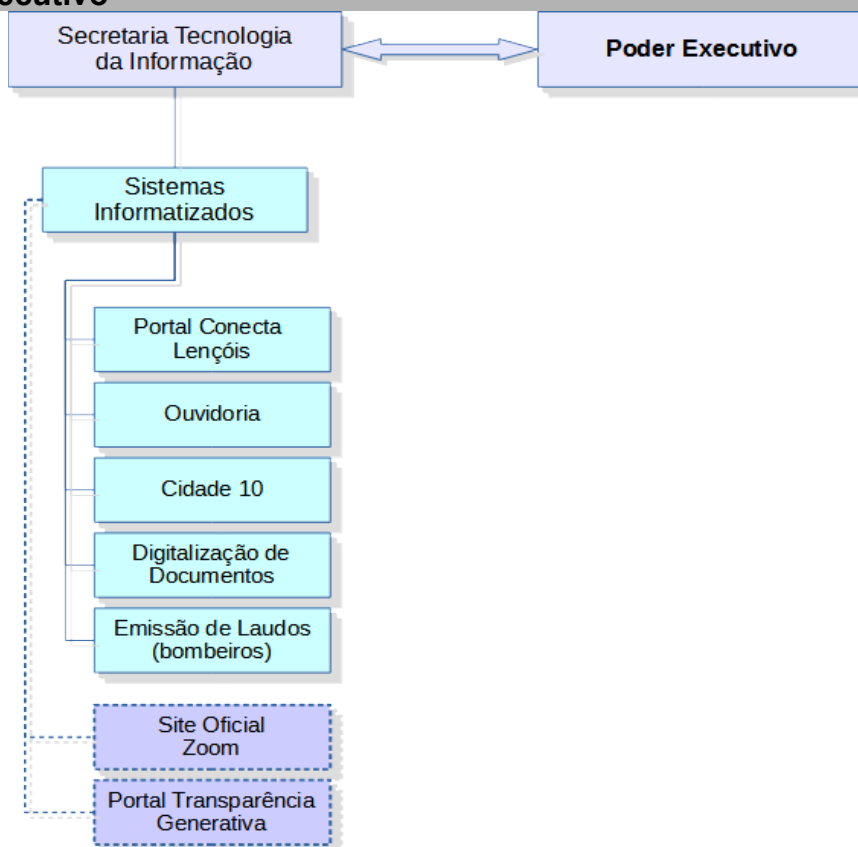 Secretaria Tecnologia
da Informação
Poder Executivo
Sistemas
Informatizados
Portal Conecta
Lençóis
Ouvidoria
Cidade 10
Digitalização de
Documentos
Emissão de Laudos
(bombeiros)
Site Oficial
Zoom
Portal Transparência
Generativa